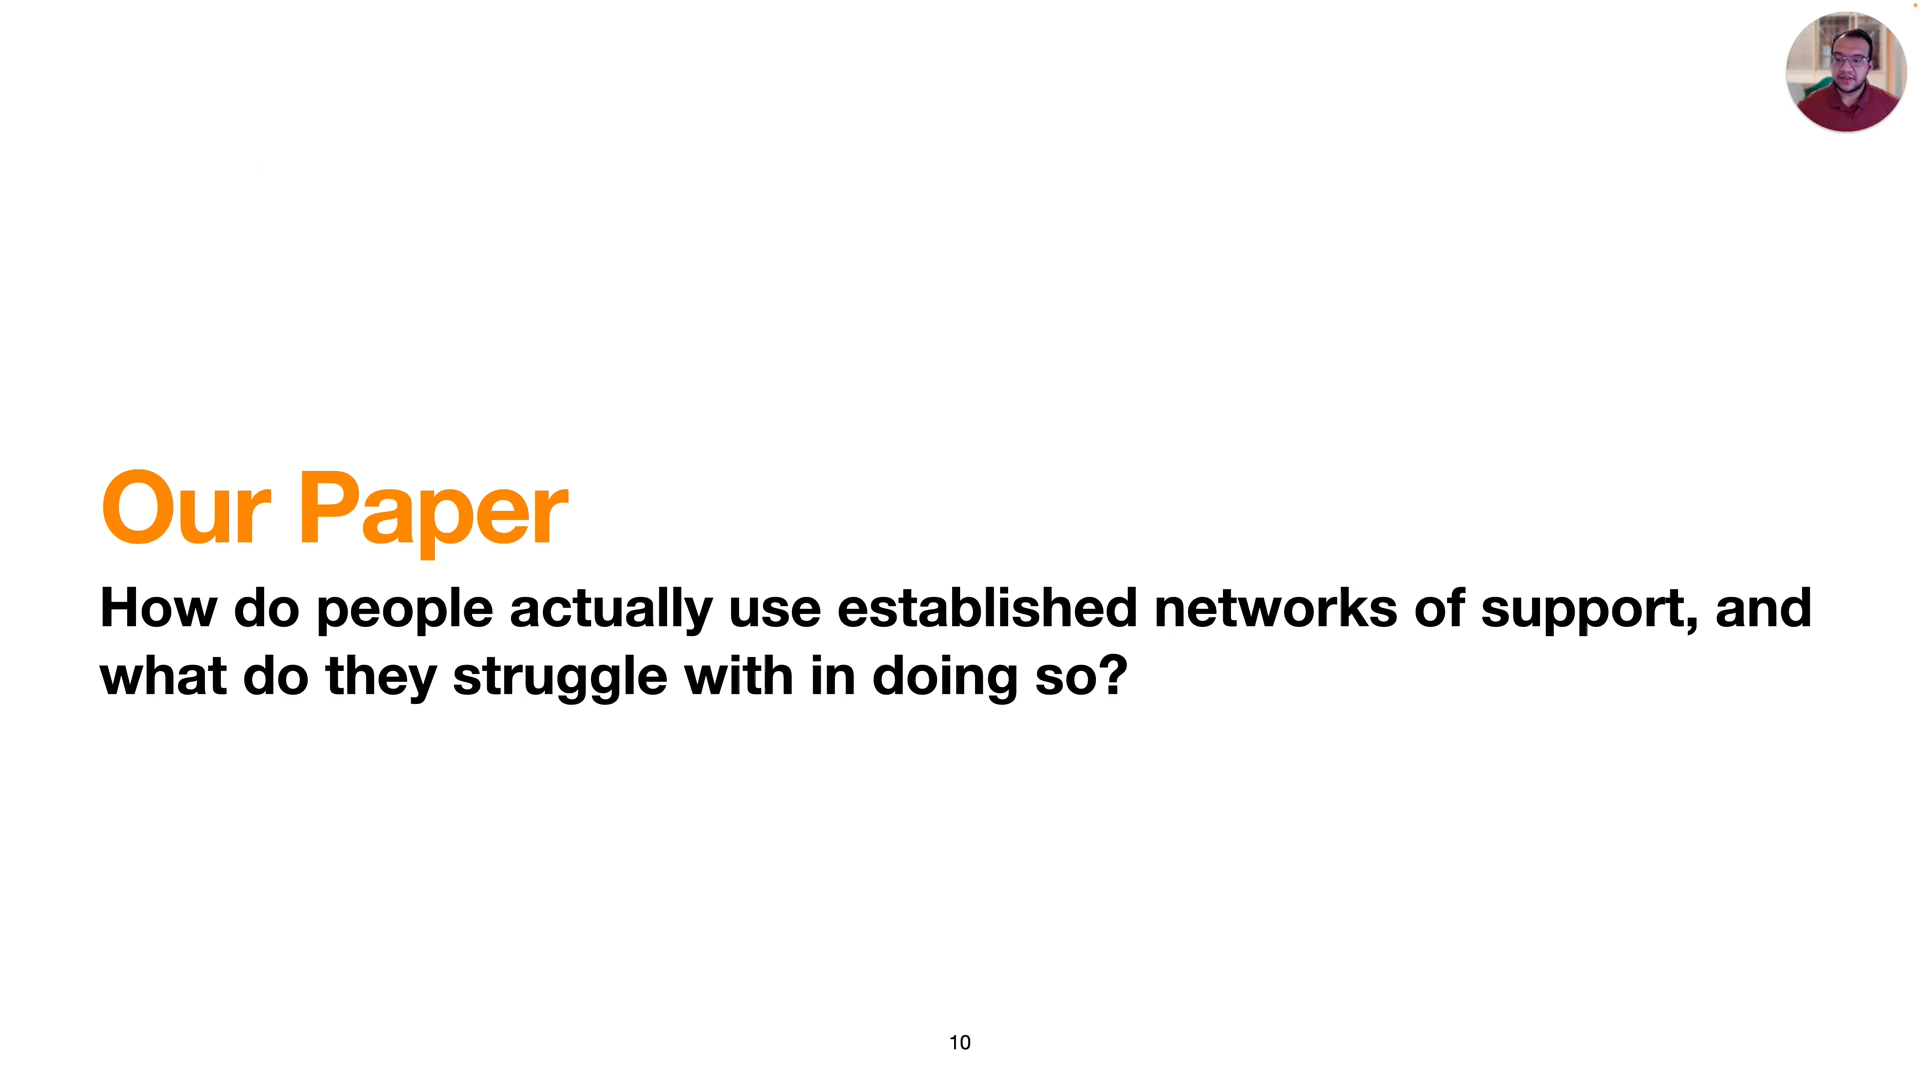 Our Paper
How do people actually use established networks of support, and
what do they struggle with in doing so?
10